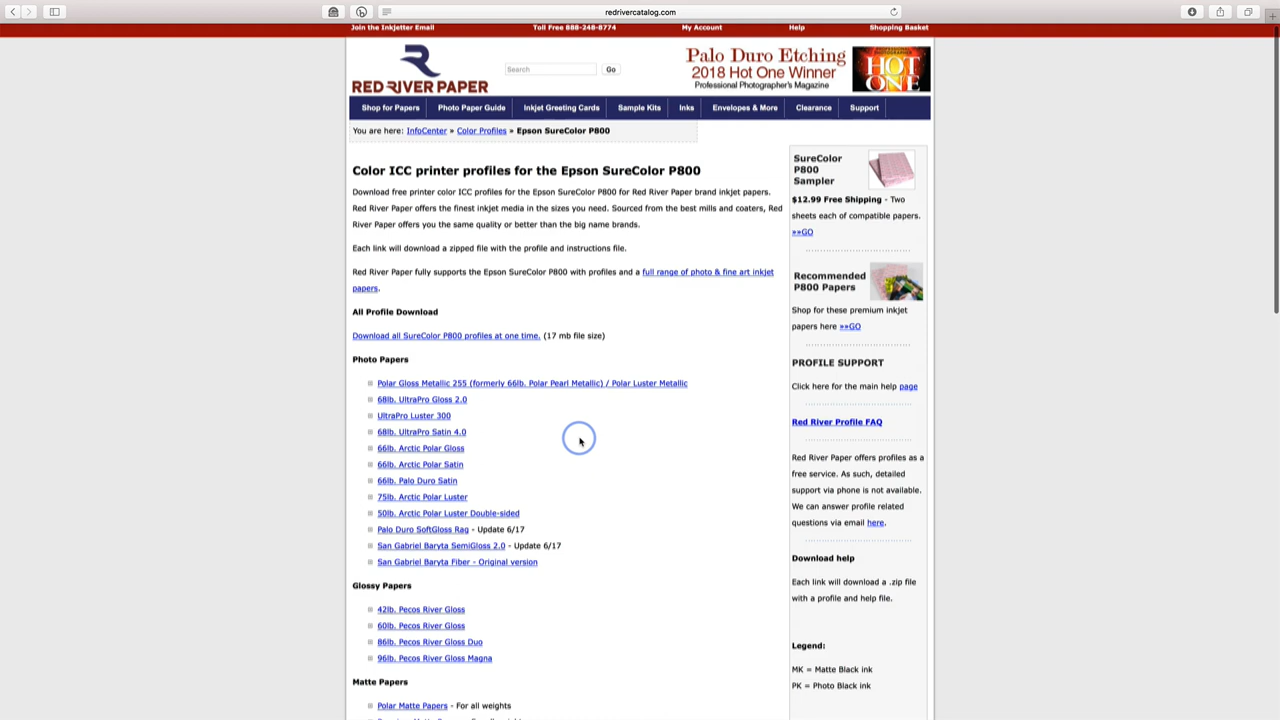 redrivercatalog.com
Join the Inkjetter Email Toll Free 888-248-8774 My Account Help Shopping Basket
RED RIVER PAPER
Search Go
Palo Duro Etching
2018 Hot One Winner
Professional Photographer's Magazine
HOT
ONE
Shop for Papers Photo Paper Guide Inkjet Greeting Cards Sample Kits Inks Envelopes & More Clearance Support
You are here: InfoCenter » Color Profiles » Epson SureColor P800
Color ICC printer profiles for the Epson SureColor P800
Download free printer color ICC profiles for the Epson SureColor P800 for Red River Paper brand inkjet papers.
Red River Paper offers the finest inkjet media in the sizes you need. Sourced from the best mills and coaters, Red
River Paper offers you the same quality or better than the big name brands.
Each link will download a zipped file with the profile and instructions file.
Red River Paper fully supports the Epson SureColor P800 with profiles and a full range of photo & fine art inkjet
papers.
All Profile Download
Download all SureColor P800 profiles at one time. (17 mb file size)
Photo Papers
Polar Gloss Metallic 255 (formerly 66lb. Polar Pearl Metallic) / Polar Luster Metallic
68lb. UltraPro Gloss 2.0
UltraPro Luster 300
68lb. UltraPro Satin 4.0
66lb. Arctic Polar Gloss
66lb. Arctic Polar Satin
66lb. Palo Duro Satin
75lb. Arctic Polar Luster
50lb. Arctic Polar Luster Double-sided
Palo Duro SoftGloss Rag - Update 6/17
San Gabriel Baryta SemiGloss 2.0 - Update 6/17
San Gabriel Baryta Fiber - Original version
Glossy Papers
42lb. Pecos River Gloss
60lb. Pecos River Gloss
86lb. Pecos River Gloss Duo
96lb. Pecos River Gloss Magna
Matte Papers
Polar Matte Papers - For all weights
SureColor
P800
Sampler
$12.99 Free Shipping - Two
sheets each of compatible papers.
»»GO
Recommended
P800 Papers
Shop for these premium inkjet
papers here »»GO
PROFILE SUPPORT
Click here for the main help page
Red River Profile FAQ
Red River Paper offers profiles as a
free service. As such, detailed
support via phone is not available.
We can answer profile related
questions via email here.
Download help
Each link will download a .zip file
with a profile and help file.
Legend:
MK = Matte Black ink
PK = Photo Black ink